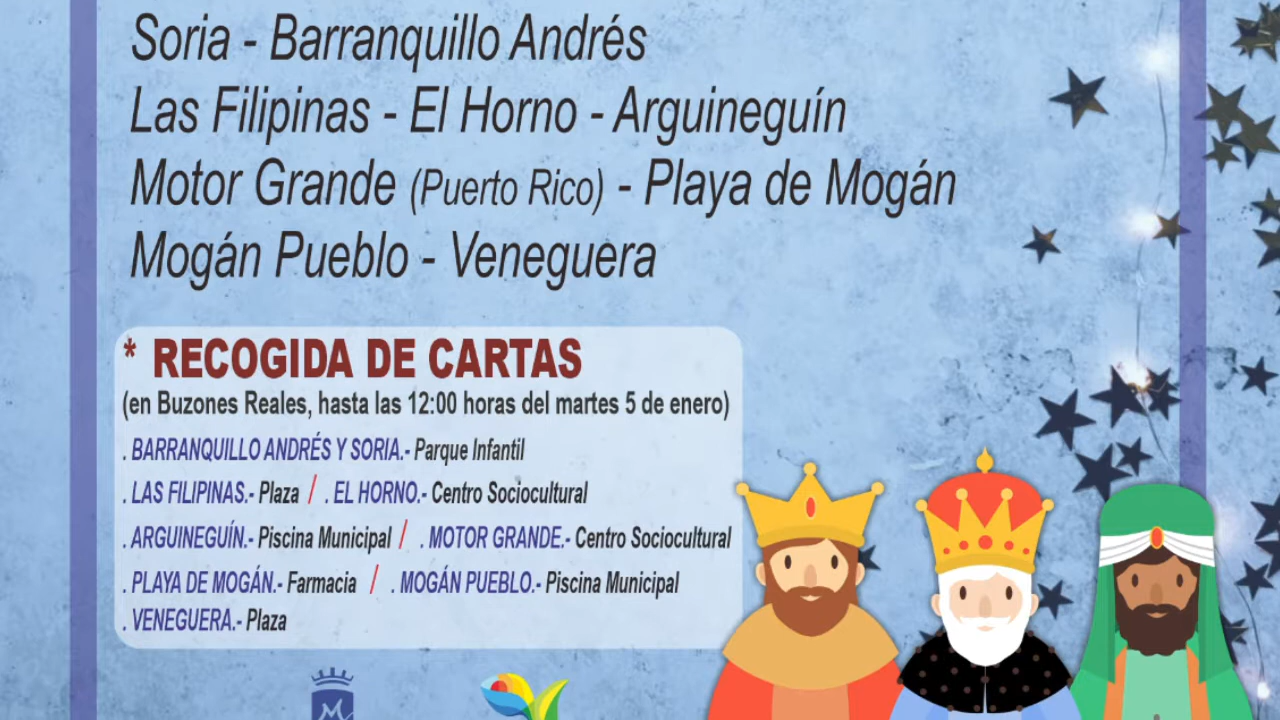 Soria - Barranquillo Andrés
Las Filipinas - El Horno - Arguineguín
Motor Grande (Puerto Rico) - Playa de Mogán
Mogán Pueblo - Veneguera
* RECOGIDA DE CARTAS
(en Buzones Reales, hasta las 12:00 horas del martes 5 de enero)
. BARRANQUILLO ANDRÉS Y SORIA.- Parque Infantil
. LAS FILIPINAS.- Plaza / . EL HORNO.- Centro Sociocultural
. ARGUINEGUÍN.- Piscina Municipal / . MOTOR GRANDE.- Centro Sociocultural
. PLAYA DE MOGÁN.- Farmacia / . MOGÁN PUEBLO.- Piscina Municipal
. VENEGUERA.- Plaza